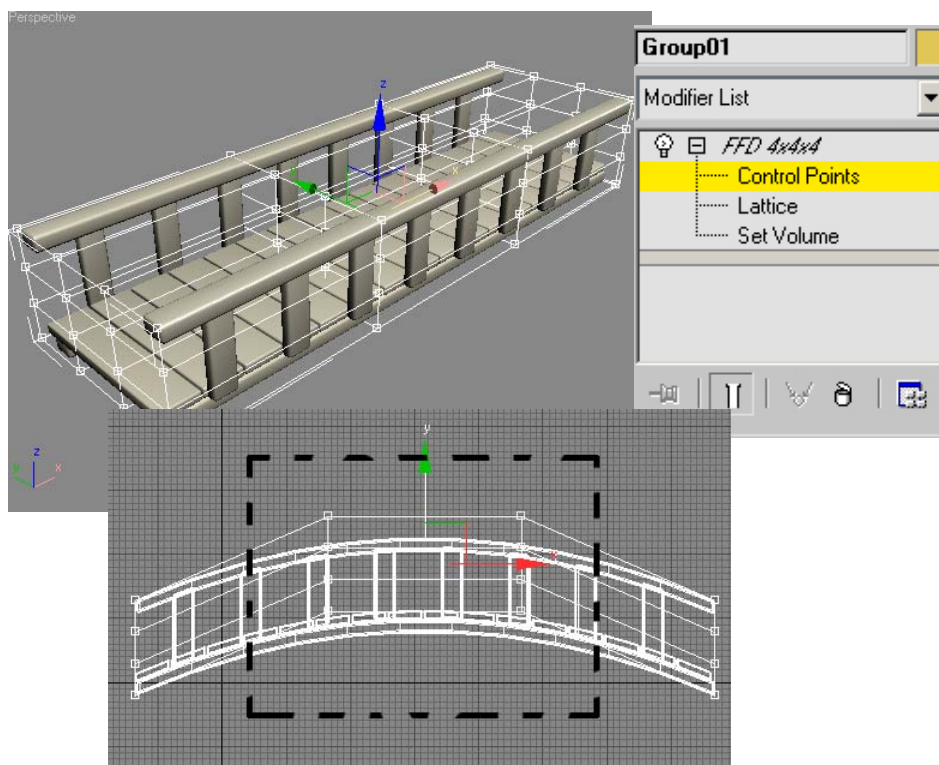 Perspective
Group01
Modifier List
FFD 4x4x4
Control Points
Lattice
Set Volume
z
y
x
z
y
x
y
x